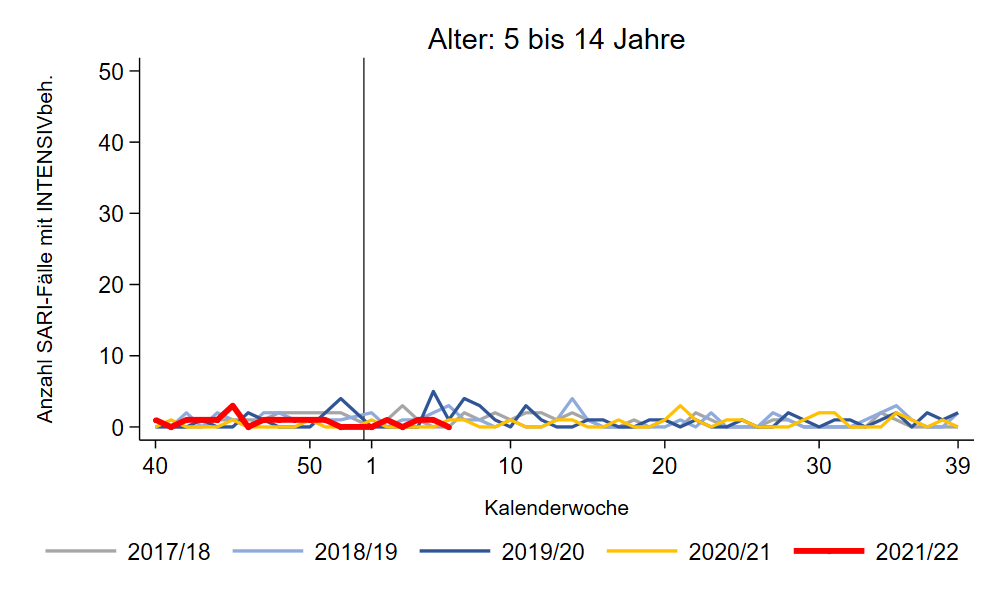 Alter: 5 bis 14 Jahre
Anzahl SARI-Fälle mit INTENSIVbeh.
50
40
30
20
10
0
40 50 1 10 20 30 39
Kalenderwoche
2017/18 2018/19 2019/20 2020/21 2021/22